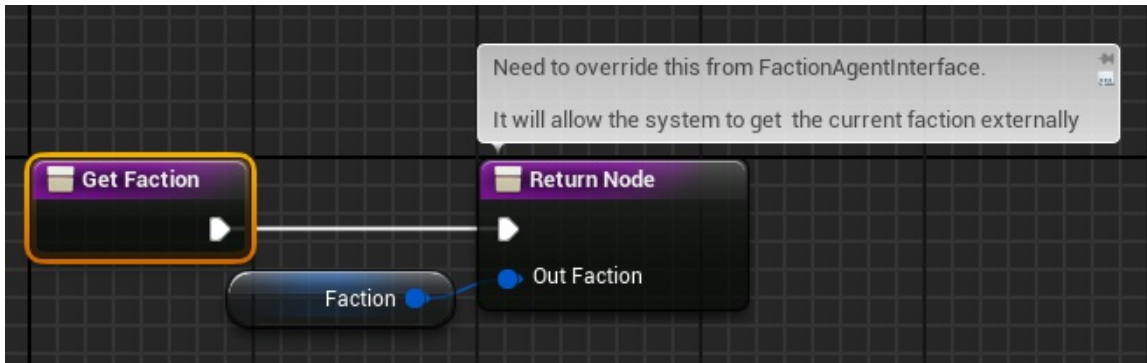 Need to override this from FactionAgentInterface.
It will allow the system to get the current faction externally
Get Faction
Return Node
Out Faction
Faction